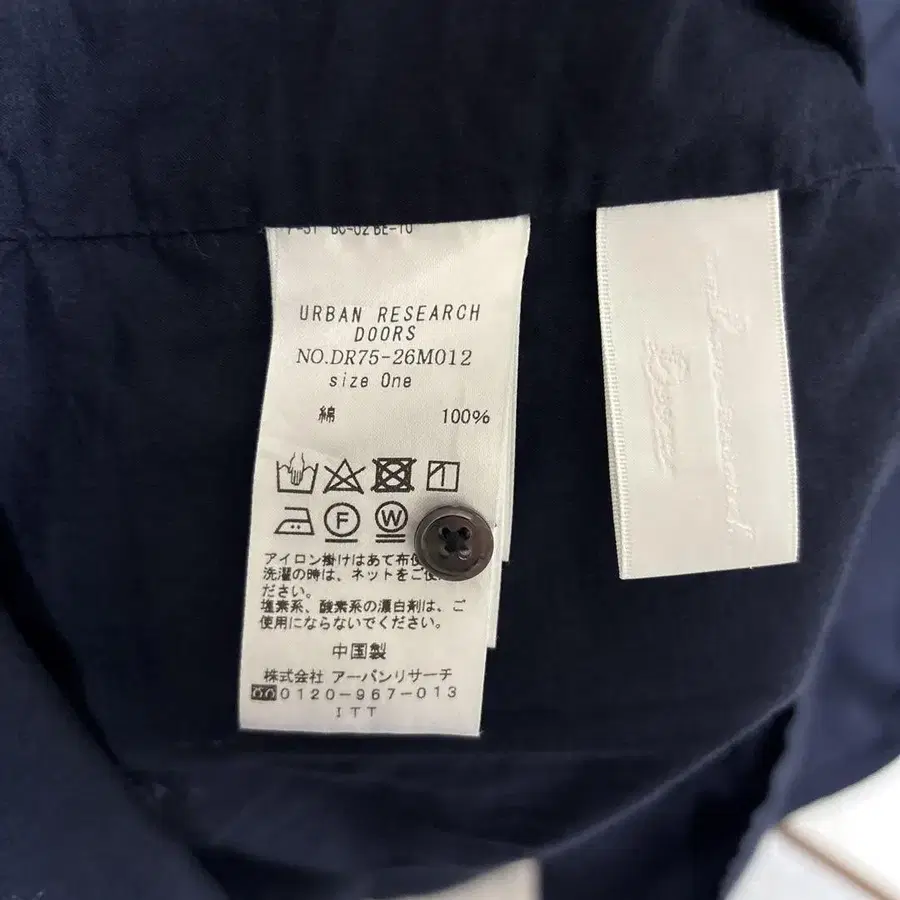 URBAN RESEARCH
DOORS
NO.DR75-26M012
size One
綿 100%
F W
アイロン掛けはあて布使
洗濯の時は、ネットをご使
ださい。
塩素系、酸素系の漂白剤は、ご
使用にならないでください。
中国製
株式会社 アーバンリサーチ
0120-967-013
ITT